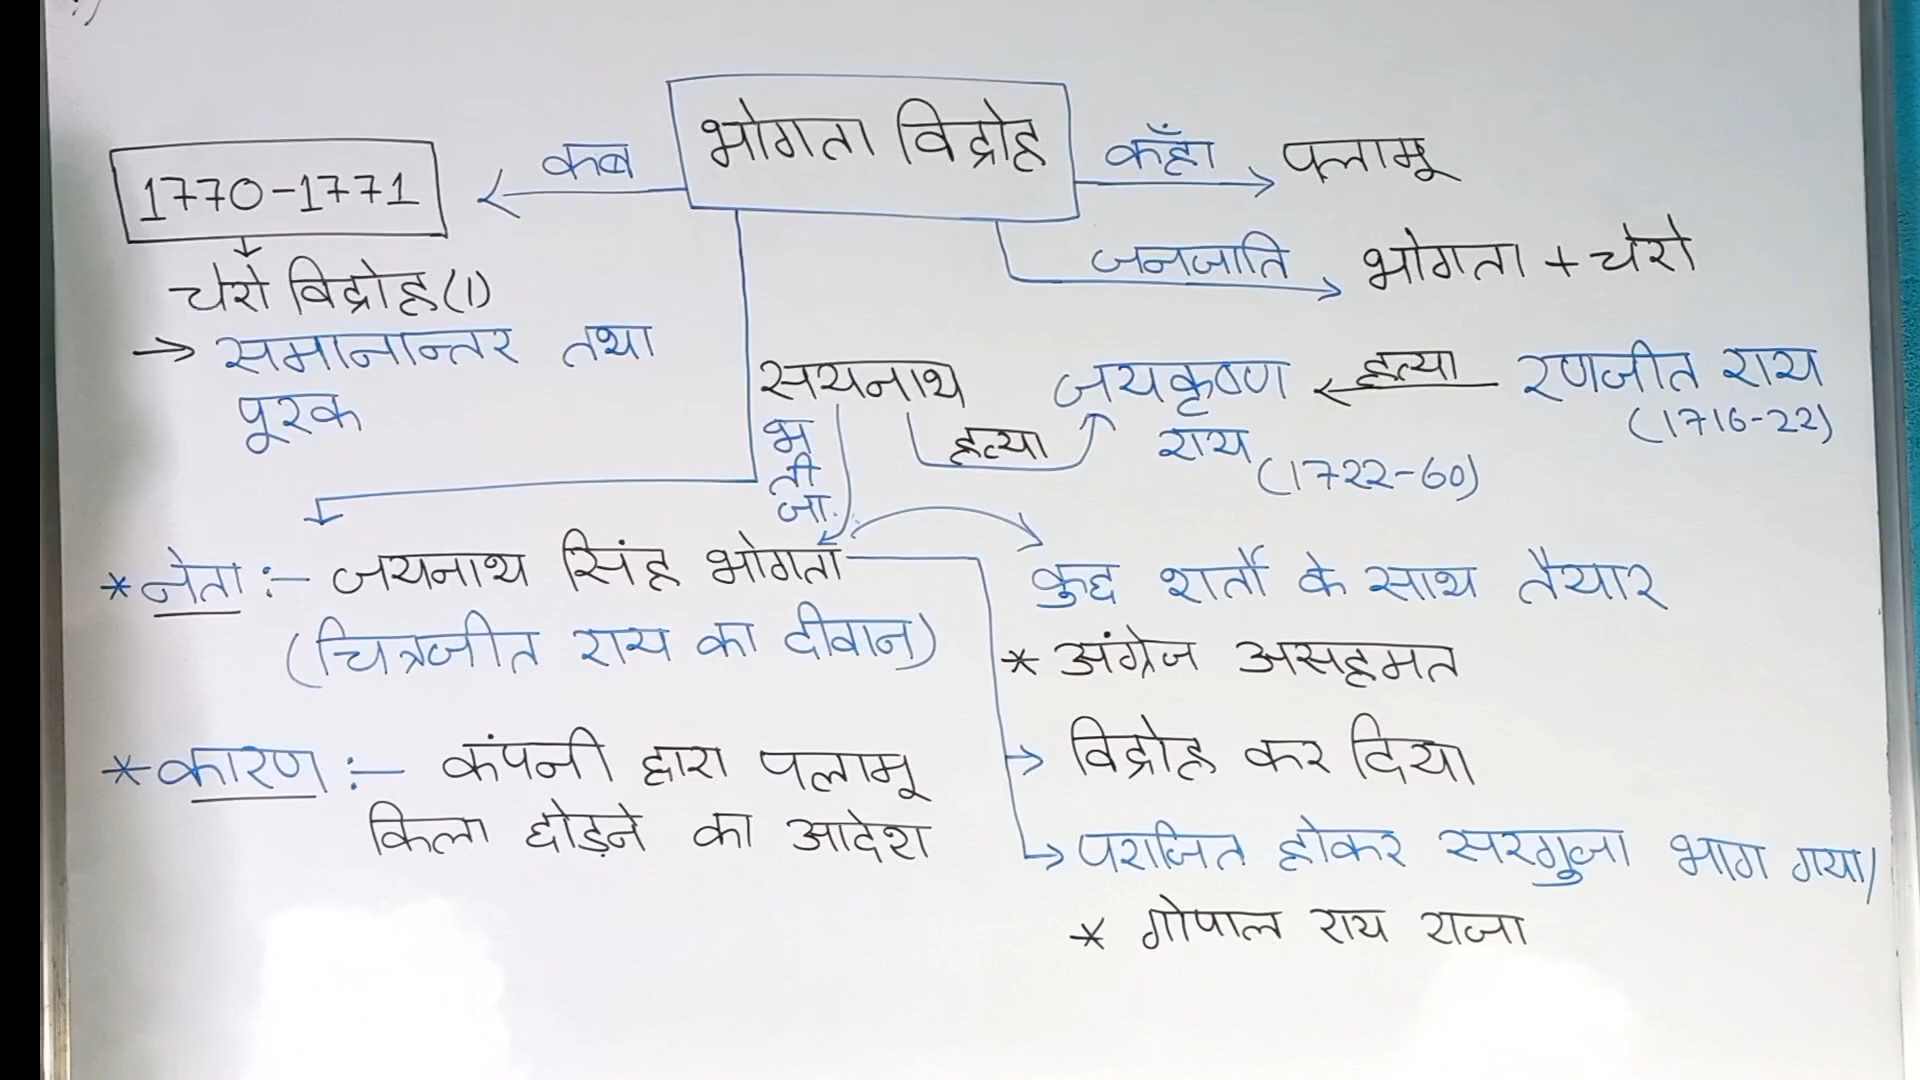 भोगता विद्रोह
कब
कहाँ
पलामू
1770-1771
जनजाति
भोगता + चेरो
चेरो विद्रोह (1)
→ समानान्तर तथा
पूरक
सयनाथ
जयकृष्ण
राय
(1722-60)
हत्या
रणजीत राय
(1716-22)
हत्या
भतीजा
* नेता :- जयनाथ सिंह भोगता
(चित्रजीत राय का दीवान)
कुछ शर्तों के साथ तैयार
* अंग्रेज असहमत
* कारण :- कंपनी द्वारा पलामू
किला छोड़ने का आदेश
→ विद्रोह कर दिया
→ पराजित होकर सरगुजा भाग गया/
* गोपाल राय राजा